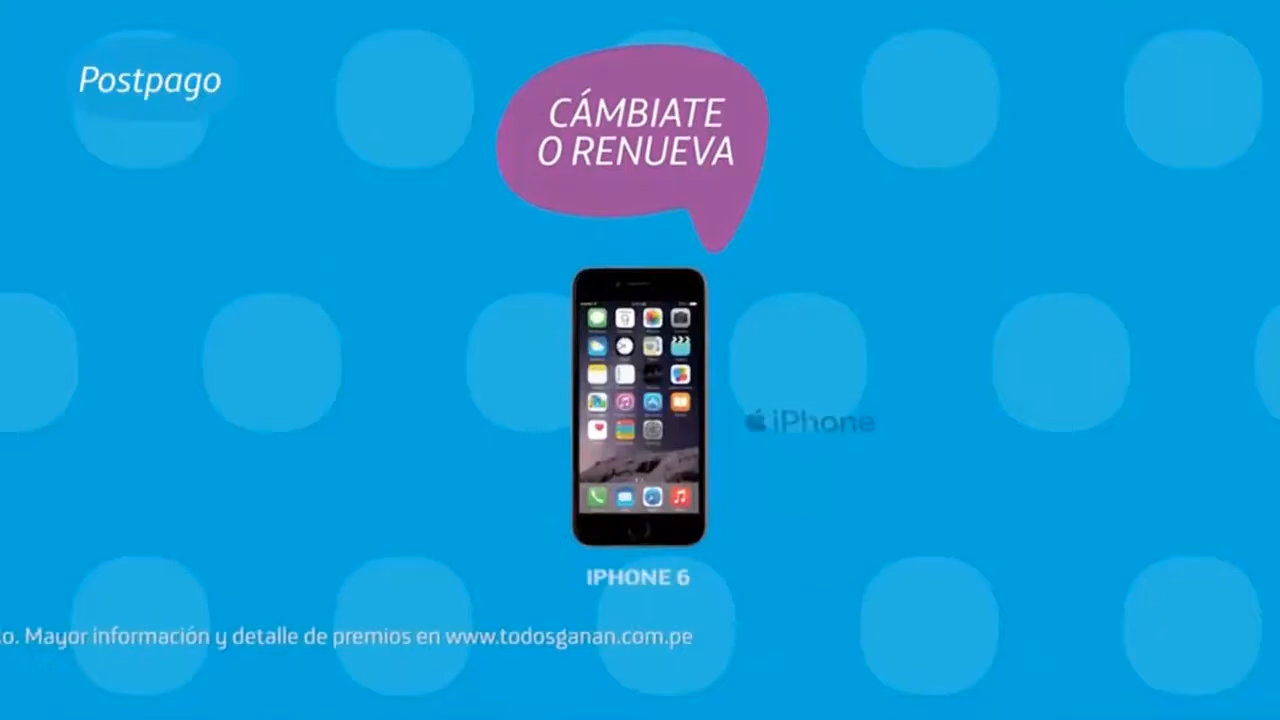 Postpago
CÁMBIATE
O RENUEVA
iPhone
IPHONE 6
o. Mayor información y detalle de premios en www.todosganan.com.pe